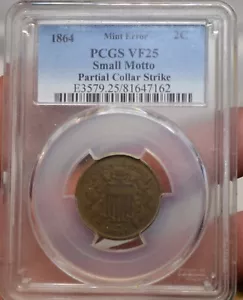 1864 Mint Error 2C
PCGS VF25
Small Motto
Partial Collar Strike
E3579.25/81647162